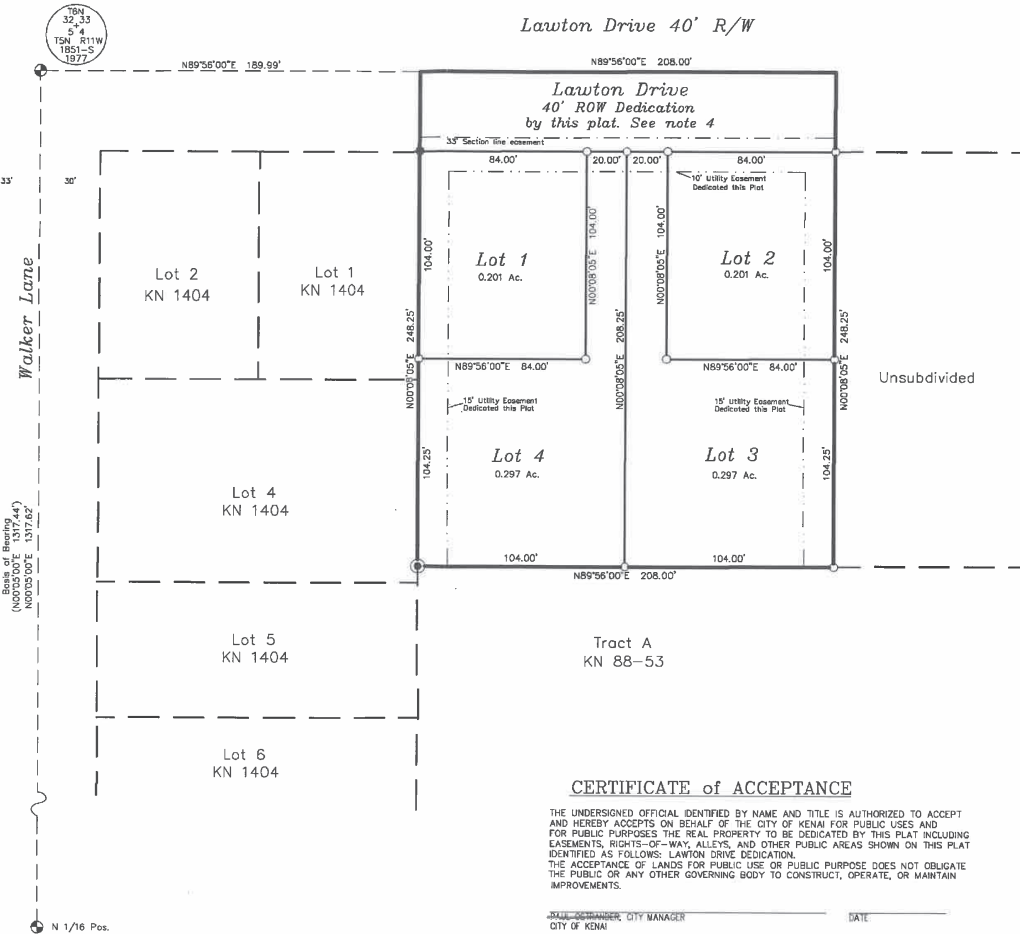 T6N
32 33
5 4
T5N R11W
1851-S
1977
Lawton Drive 40' R/W
N89°56'00"E 189.99'
N89°56'00"E 208.00'
Lawton Drive
40' ROW Dedication
by this plat. See note 4
33' Section line easement
84.00'
20.00'
20.00'
84.00'
10' Utility Easement
Dedicated this Plat
33'
30'
Walker Lane
Lot 2
KN 1404
Lot 1
KN 1404
104.00'
Lot 1
0.201 Ac.
N00°08'05"E 104.00'
N00°08'05"E 208.25'
N00°08'05"E 104.00'
Lot 2
0.201 Ac.
104.00'
N00°08'05"E 248.25'
N89°56'00"E 84.00'
N89°56'00"E 84.00'
N00°08'05"E 248.25'
Unsubdivided
15' Utility Easement
Dedicated this Plat
15' Utility Easement
Dedicated this Plat
Lot 4
KN 1404
104.25'
Lot 4
0.297 Ac.
Lot 3
0.297 Ac.
104.25'
Basis of Bearing
(N00°05'00"E 1317.44')
N00°05'00"E 1317.62'
104.00'
104.00'
N89°56'00"E 208.00'
Lot 5
KN 1404
Tract A
KN 88-53
Lot 6
KN 1404
CERTIFICATE of ACCEPTANCE
THE UNDERSIGNED OFFICIAL IDENTIFIED BY NAME AND TITLE IS AUTHORIZED TO ACCEPT
AND HEREBY ACCEPTS ON BEHALF OF THE CITY OF KENAI FOR PUBLIC USES AND
FOR PUBLIC PURPOSES THE REAL PROPERTY TO BE DEDICATED BY THIS PLAT INCLUDING
EASEMENTS, RIGHTS-OF-WAY, ALLEYS, AND OTHER PUBLIC AREAS SHOWN ON THIS PLAT
IDENTIFIED AS FOLLOWS: LAWTON DRIVE DEDICATION.
THE ACCEPTANCE OF LANDS FOR PUBLIC USE OR PUBLIC PURPOSE DOES NOT OBLIGATE
THE PUBLIC OR ANY OTHER GOVERNING BODY TO CONSTRUCT, OPERATE, OR MAINTAIN
IMPROVEMENTS.
PAUL OSTRANDER, CITY MANAGER
DATE
CITY OF KENAI
N 1/16 Pos.